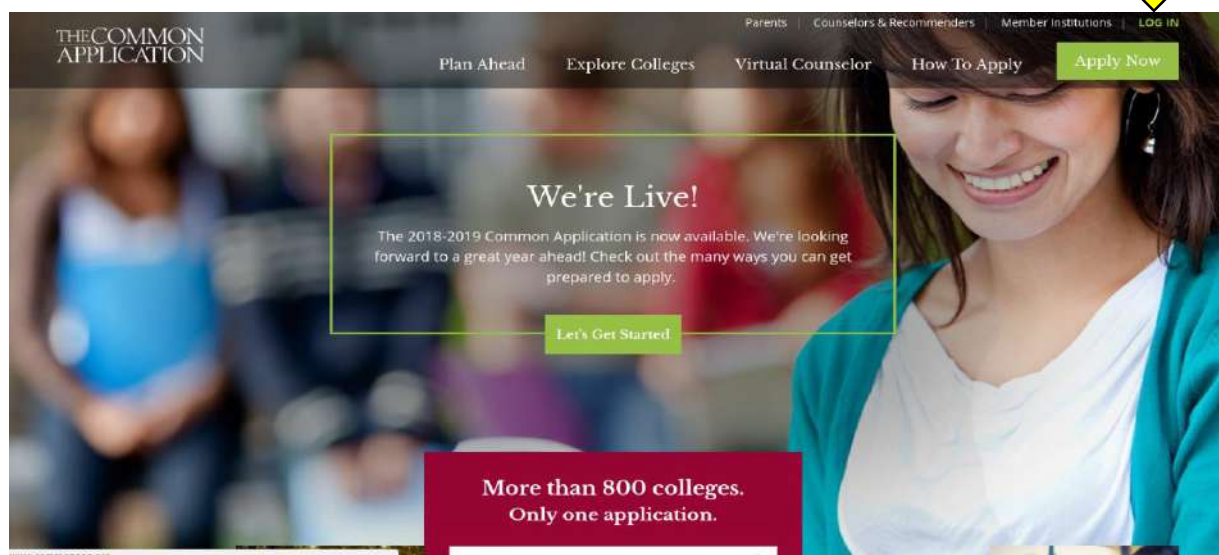 Parents | Counselors & Recommenders | Member Institutions | LOG IN
THE COMMON
APPLICATION
Plan Ahead Explore Colleges Virtual Counselor How To Apply Apply Now
We're Live!
The 2018-2019 Common Application is now available. We're looking
forward to a great year ahead! Check out the many ways you can get
prepared to apply.
Let's Get Started
More than 800 colleges.
Only one application.